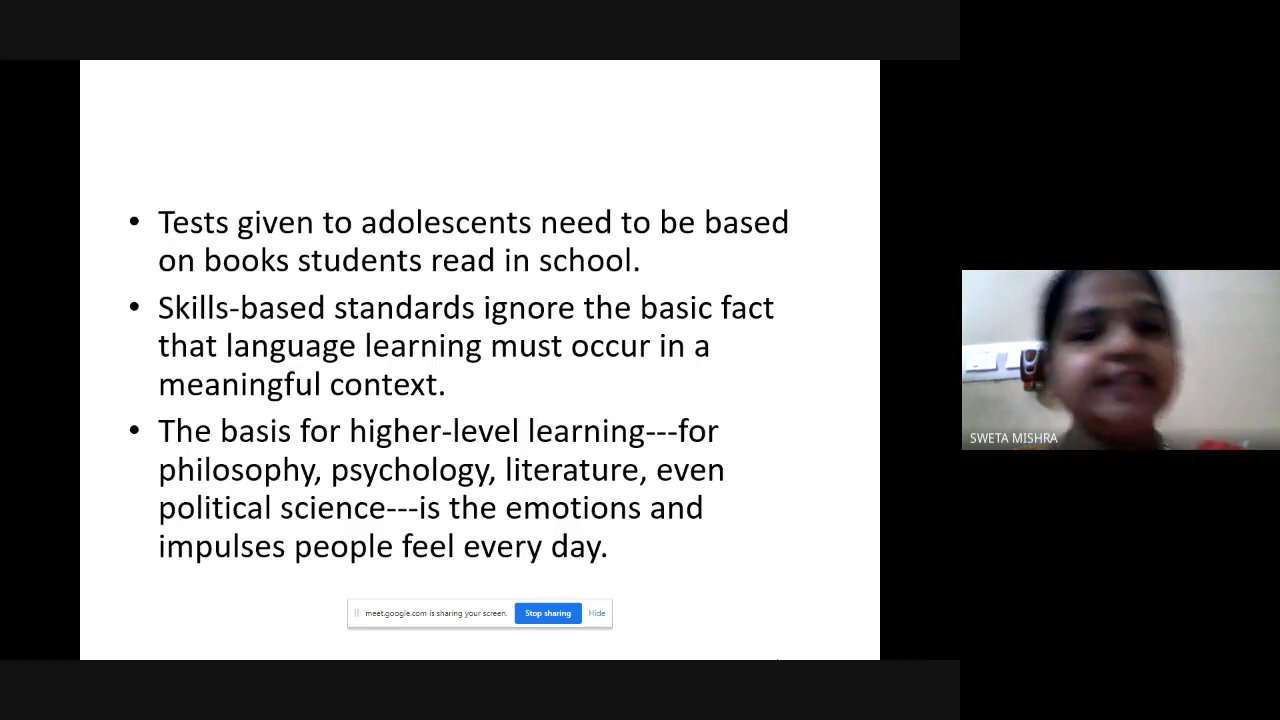 • Tests given to adolescents need to be based
on books students read in school.
• Skills-based standards ignore the basic fact
that language learning must occur in a
meaningful context.
• The basis for higher-level learning---for
philosophy, psychology, literature, even
political science---is the emotions and
impulses people feel every day.
meet.google.com is sharing your screen. Stop sharing Hide
SWETA MISHRA